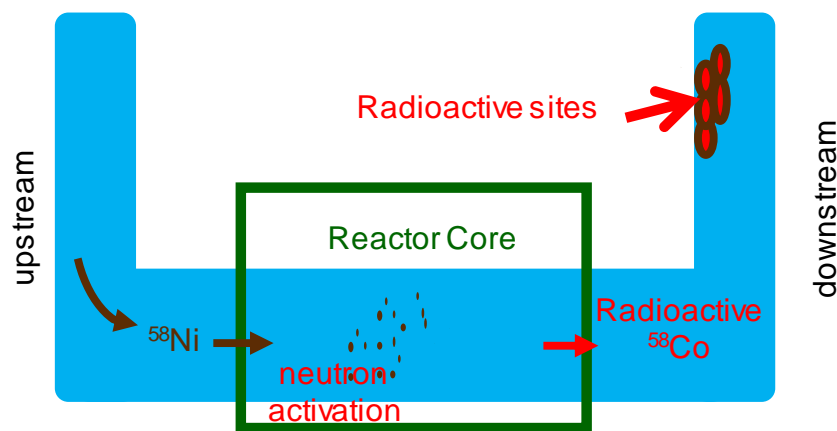 upstream
Radioactive sites
Reactor Core
⁵⁸Ni
neutron
activation
Radioactive
⁵⁸Co
downstream